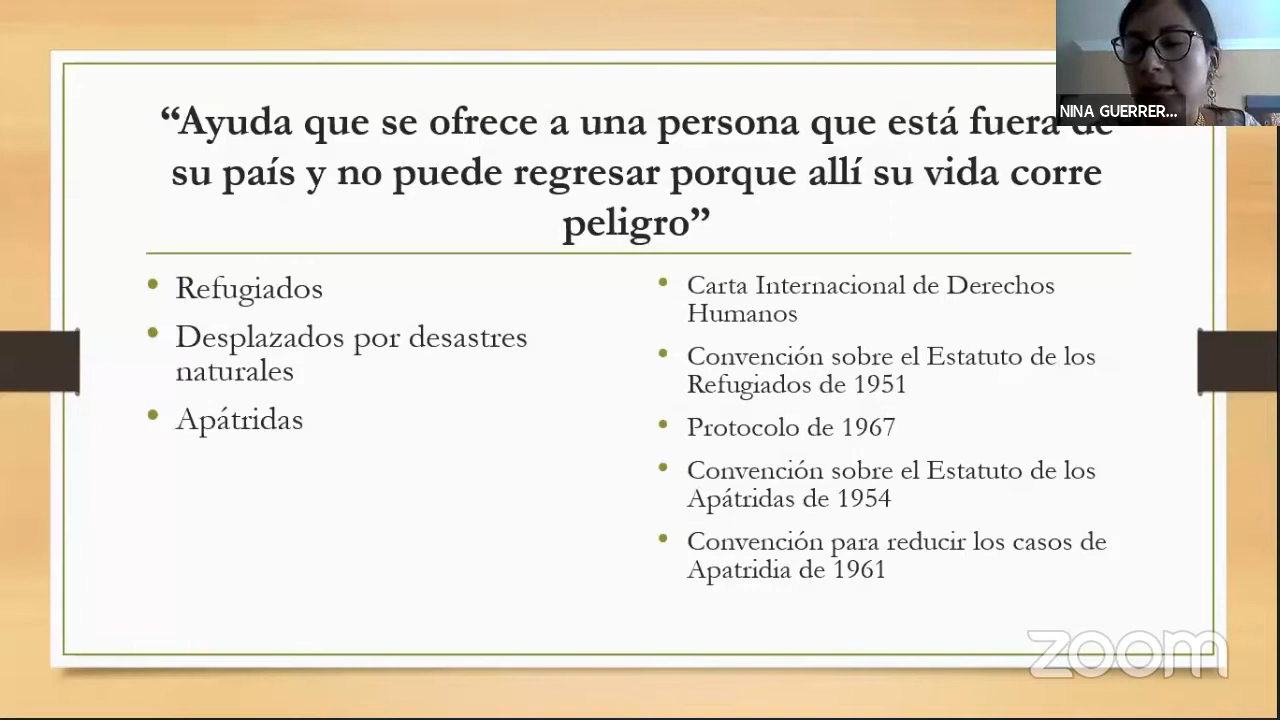 “Ayuda que se ofrece a una persona que está fuera de
su país y no puede regresar porque allí su vida corre
peligro”
• Refugiados
• Desplazados por desastres
naturales
• Apátridas
• Carta Internacional de Derechos
Humanos
• Convención sobre el Estatuto de los
Refugiados de 1951
• Protocolo de 1967
• Convención sobre el Estatuto de los
Apátridas de 1954
• Convención para reducir los casos de
Apatridia de 1961
NINA GUERRER...
zoom